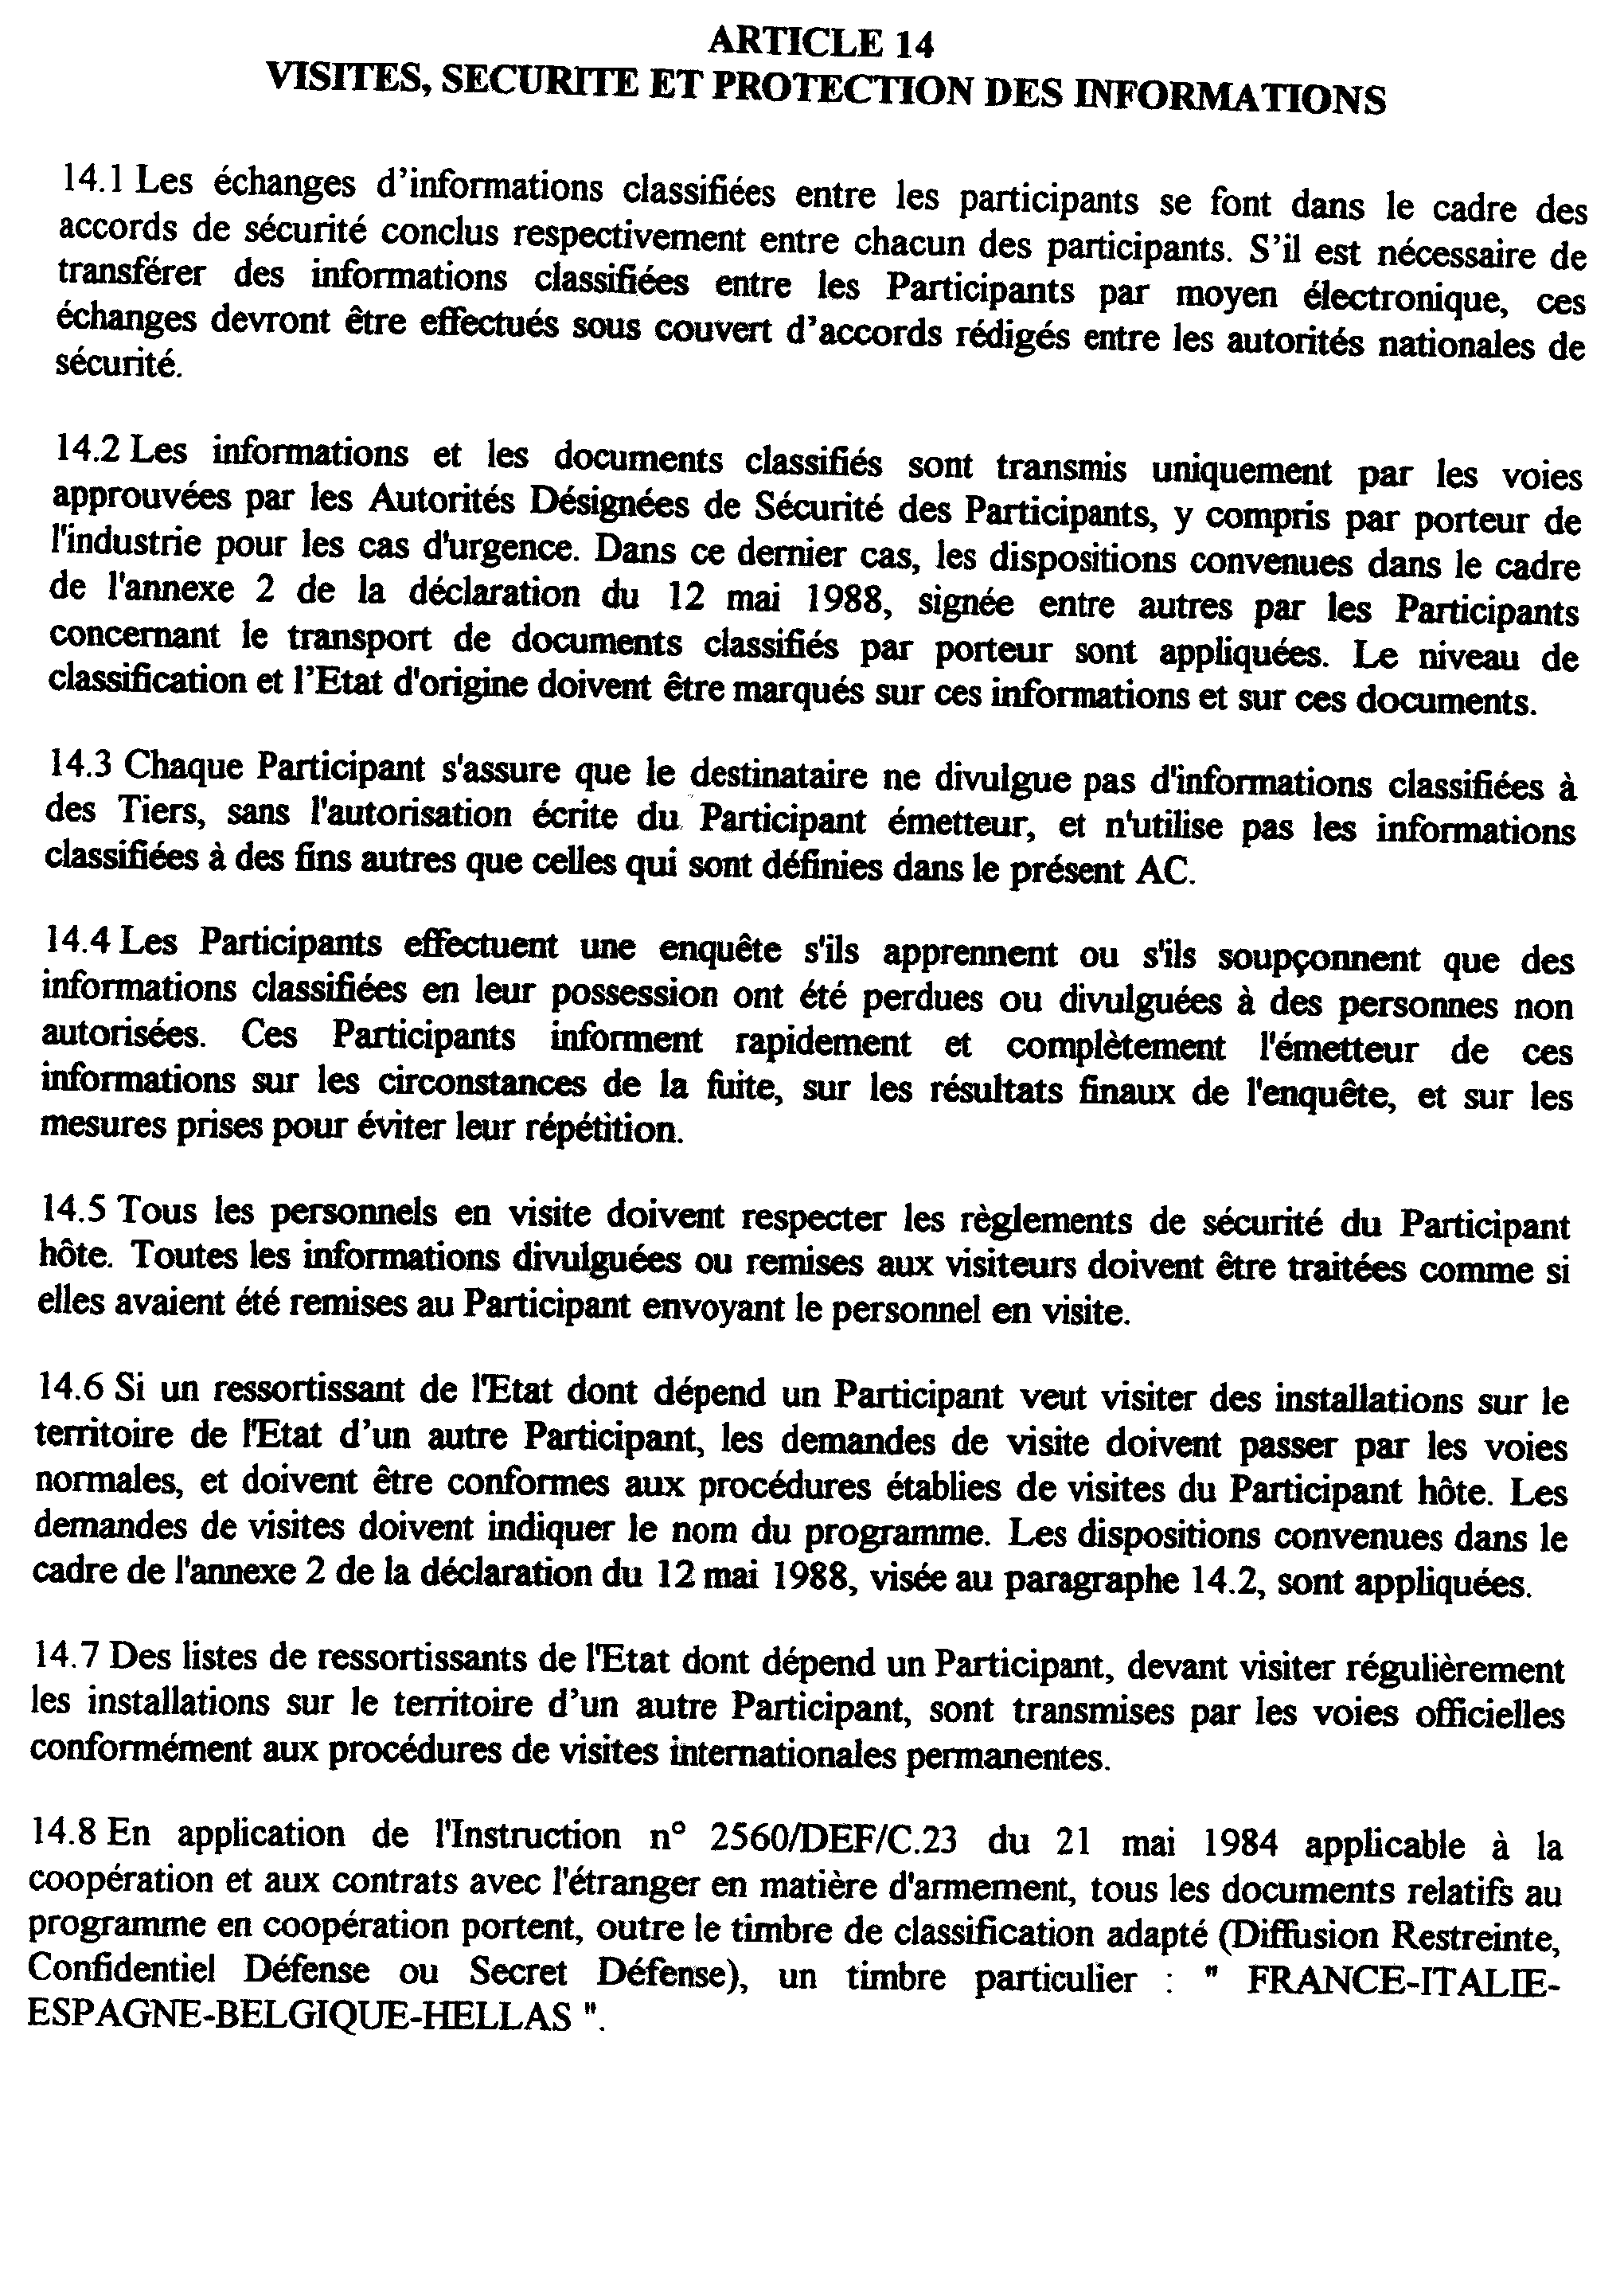 ARTICLE 14
VISITES, SECURITE ET PROTECTION DES INFORMATIONS
14.1 Les échanges d’informations classifiées entre les participants se font dans le cadre des
accords de sécurité conclus respectivement entre chacun des participants. S’il est nécessaire de
transférer des informations classifiées entre les Participants par moyen électronique, ces
échanges devront être effectués sous couvert d’accords rédigés entre les autorités nationales de
sécurité.
14.2 Les informations et les documents classifiés sont transmis uniquement par les voies
approuvées par les Autorités Désignées de Sécurité des Participants, y compris par porteur de
l'industrie pour les cas d'urgence. Dans ce dernier cas, les dispositions convenues dans le cadre
de l'annexe 2 de la déclaration du 12 mai 1988, signée entre autres par les Participants
concernant le transport de documents classifiés par porteur sont appliquées. Le niveau de
classification et l’Etat d'origine doivent être marqués sur ces informations et sur ces documents.
14.3 Chaque Participant s'assure que le destinataire ne divulgue pas d'informations classifiées à
des Tiers, sans l'autorisation écrite du Participant émetteur, et n'utilise pas les informations
classifiées à des fins autres que celles qui sont définies dans le présent AC.
14.4 Les Participants effectuent une enquête s'ils apprennent ou s'ils soupçonnent que des
informations classifiées en leur possession ont été perdues ou divulguées à des personnes non
autorisées. Ces Participants informent rapidement et complètement l'émetteur de ces
informations sur les circonstances de la fuite, sur les résultats finaux de l'enquête, et sur les
mesures prises pour éviter leur répétition.
14.5 Tous les personnels en visite doivent respecter les règlements de sécurité du Participant
hôte. Toutes les informations divulguées ou remises aux visiteurs doivent être traitées comme si
elles avaient été remises au Participant envoyant le personnel en visite.
14.6 Si un ressortissant de l'Etat dont dépend un Participant veut visiter des installations sur le
territoire de l'Etat d’un autre Participant, les demandes de visite doivent passer par les voies
normales, et doivent être conformes aux procédures établies de visites du Participant hôte. Les
demandes de visites doivent indiquer le nom du programme. Les dispositions convenues dans le
cadre de l'annexe 2 de la déclaration du 12 mai 1988, visée au paragraphe 14.2, sont appliquées.
14.7 Des listes de ressortissants de l'Etat dont dépend un Participant, devant visiter régulièrement
les installations sur le territoire d’un autre Participant, sont transmises par les voies officielles
conformément aux procédures de visites internationales permanentes.
14.8 En application de l'Instruction n° 2560/DEF/C.23 du 21 mai 1984 applicable à la
coopération et aux contrats avec l'étranger en matière d'armement, tous les documents relatifs au
programme en coopération portent, outre le timbre de classification adapté (Diffusion Restreinte,
Confidentiel Défense ou Secret Défense), un timbre particulier : " FRANCE-ITALIE-
ESPAGNE-BELGIQUE-HELLAS ".